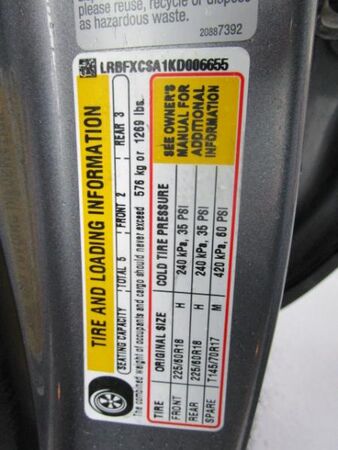 please reuse, recycle or dispose
as hazardous waste.
20887392
LRBFXCSA1KD006655
TIRE AND LOADING INFORMATION
SEATING CAPACITY TOTAL 5 FRONT 2 REAR 3
The combined weight of occupants and cargo should never exceed 576 kg or 1269 lbs.
TIRE ORIGINAL SIZE COLD TIRE PRESSURE
FRONT 225/60R18 H 240 kPa, 35 PSI
REAR 225/60R18 H 240 kPa, 35 PSI
SPARE T145/70R17 M 420 kPa, 60 PSI
SEE OWNER'S
MANUAL FOR
ADDITIONAL
INFORMATION